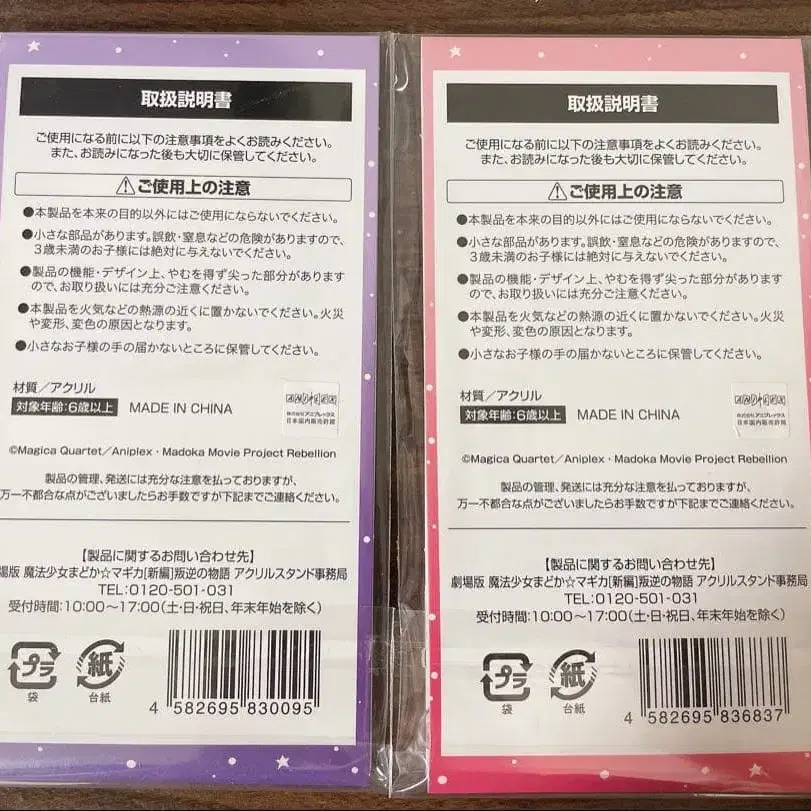 取扱説明書
ご使用になる前に以下の注意事項をよくお読みください。
また、お読みになった後も大切に保管してください。
ご使用上の注意
●本製品を本来の目的以外にはご使用にならないでください。
●小さな部品があります。誤飲・窒息などの危険がありますので、
3歳未満のお子様には絶対に与えないでください。
●製品の機能・デザイン上、やむを得ず尖った部分があります
ので、お取り扱いには充分ご注意ください。
●本製品を火気などの熱源の近くに置かないでください。火災
や変形、変色の原因となります。
●小さなお子様の手の届かないところに保管してください。
材質／アクリル
対象年齢:6歳以上 MADE IN CHINA
ANIPLEX
株式会社アニプレックス
日本国内販売許諾
©Magica Quartet／Aniplex・Madoka Movie Project Rebellion
製品の管理、発送には充分な注意を払っておりますが、
万一不都合な点がございましたらお手数ですが下記までご連絡ください。
【製品に関するお問い合わせ先】
場版 魔法少女まどか☆マギカ[新編]叛逆の物語 アクリルスタンド事務局
TEL:0120-501-031
受付時間:10:00〜17:00(土・日・祝日、年末年始を除く)
プラ
袋
紙
台紙
4 582695 830095
取扱説明書
ご使用になる前に以下の注意事項をよくお読みください。
また、お読みになった後も大切に保管してください。
ご使用上の注意
●本製品を本来の目的以外にはご使用にならないでください。
●小さな部品があります。誤飲・窒息などの危険がありますので、
3歳未満のお子様には絶対に与えないでください。
●製品の機能・デザイン上、やむを得ず尖った部分があります
ので、お取り扱いには充分ご注意ください。
●本製品を火気などの熱源の近くに置かないでください。火災
や変形、変色の原因となります。
●小さなお子様の手の届かないところに保管してください。
材質／アクリル
対象年齢:6歳以上 MADE IN CHINA
ANIPLEX
株式会社アニプレックス
日本国内販売許諾
©Magica Quartet／Aniplex・Madoka Movie Project Rebellion
製品の管理、発送には充分な注意を払っておりますが、
万一不都合な点がございましたらお手数ですが下記までご連絡ください。
【製品に関するお問い合わせ先】
劇場版 魔法少女まどか☆マギカ[新編]叛逆の物語 アクリルスタンド事務局
TEL:0120-501-031
受付時間:10:00〜17:00(土・日・祝日、年末年始を除く)
プラ
袋
紙
台紙
4 582695 836837